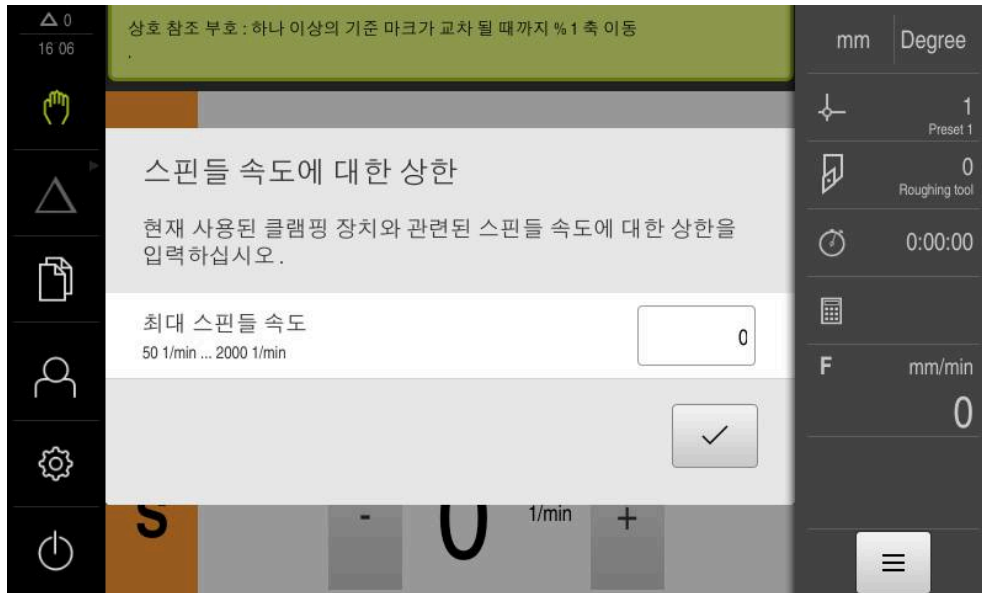 0
16 06
상호 참조 부호 : 하나 이상의 기준 마크가 교차 될 때까지 %1 축 이동
.
스핀들 속도에 대한 상한
현재 사용된 클램핑 장치와 관련된 스핀들 속도에 대한 상한을
입력하십시오 .
최대 스핀들 속도
50 1/min ... 2000 1/min
0
S
-
0
1/min
+
mm
Degree
1
Preset 1
0
Roughing tool
0:00:00
F
mm/min
0